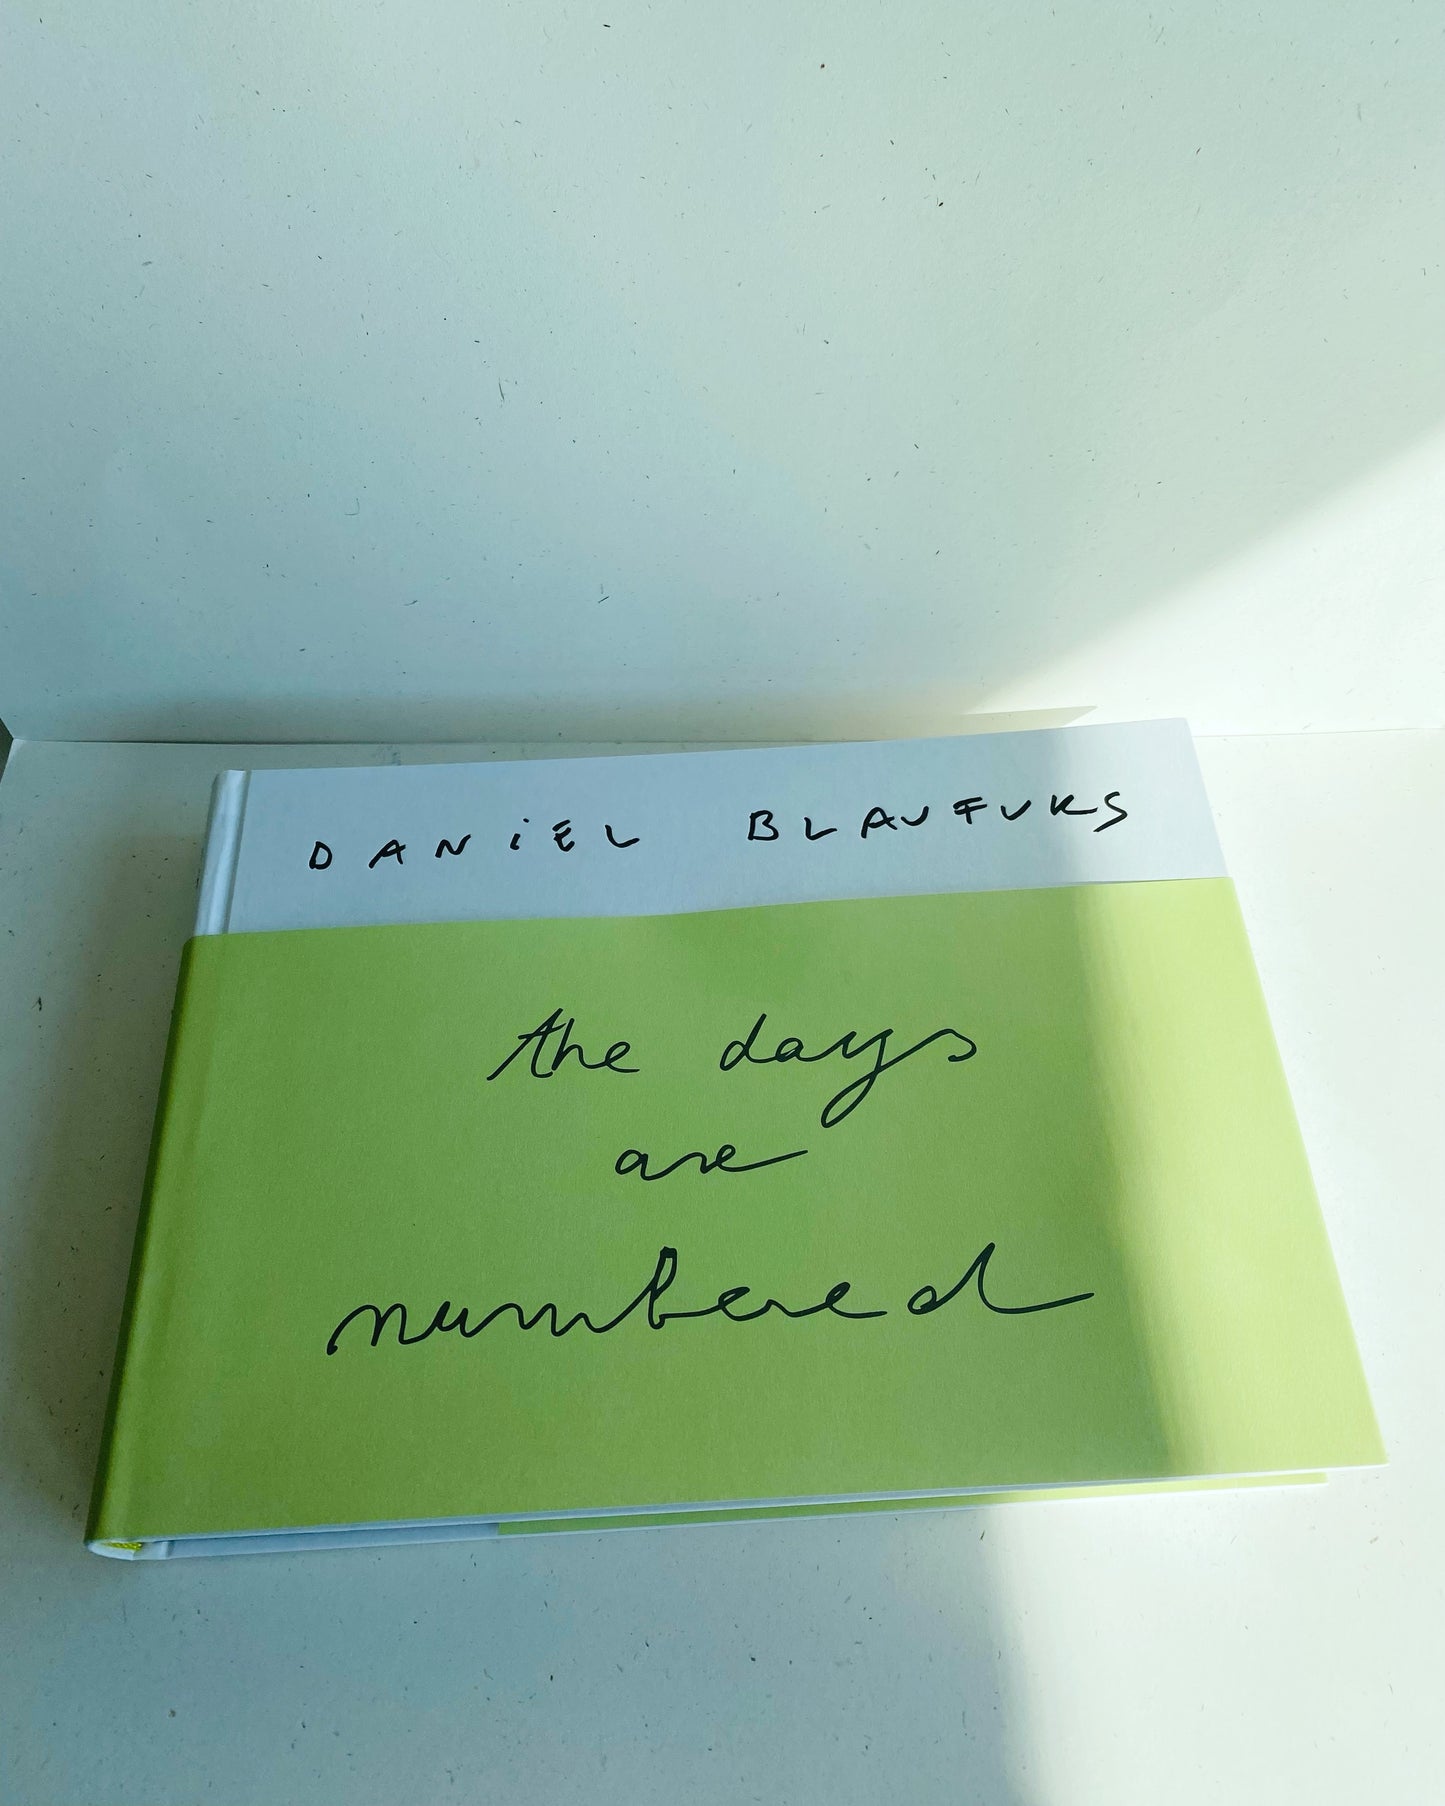 DANiEL BLAUFUKS
the days
are
numbered